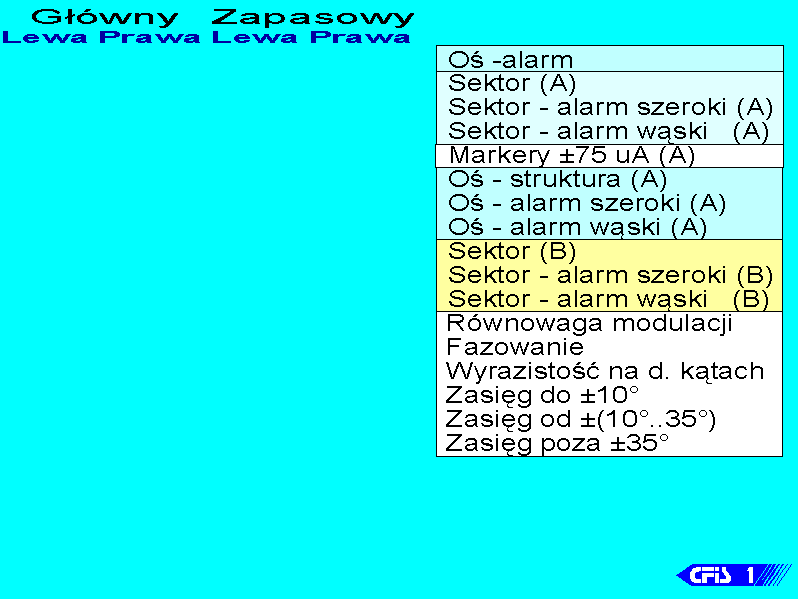 Główny Zapasowy
Lewa Prawa Lewa Prawa
Oś -alarm
Sektor (A)
Sektor - alarm szeroki (A)
Sektor - alarm wąski (A)
Markery ±75 uA (A)
Oś - struktura (A)
Oś - alarm szeroki (A)
Oś - alarm wąski (A)
Sektor (B)
Sektor - alarm szeroki (B)
Sektor - alarm wąski (B)
Równowaga modulacji
Fazowanie
Wyrazistość na d. kątach
Zasięg do ±10°
Zasięg od ±(10°..35°)
Zasięg poza ±35°
CFiS 1